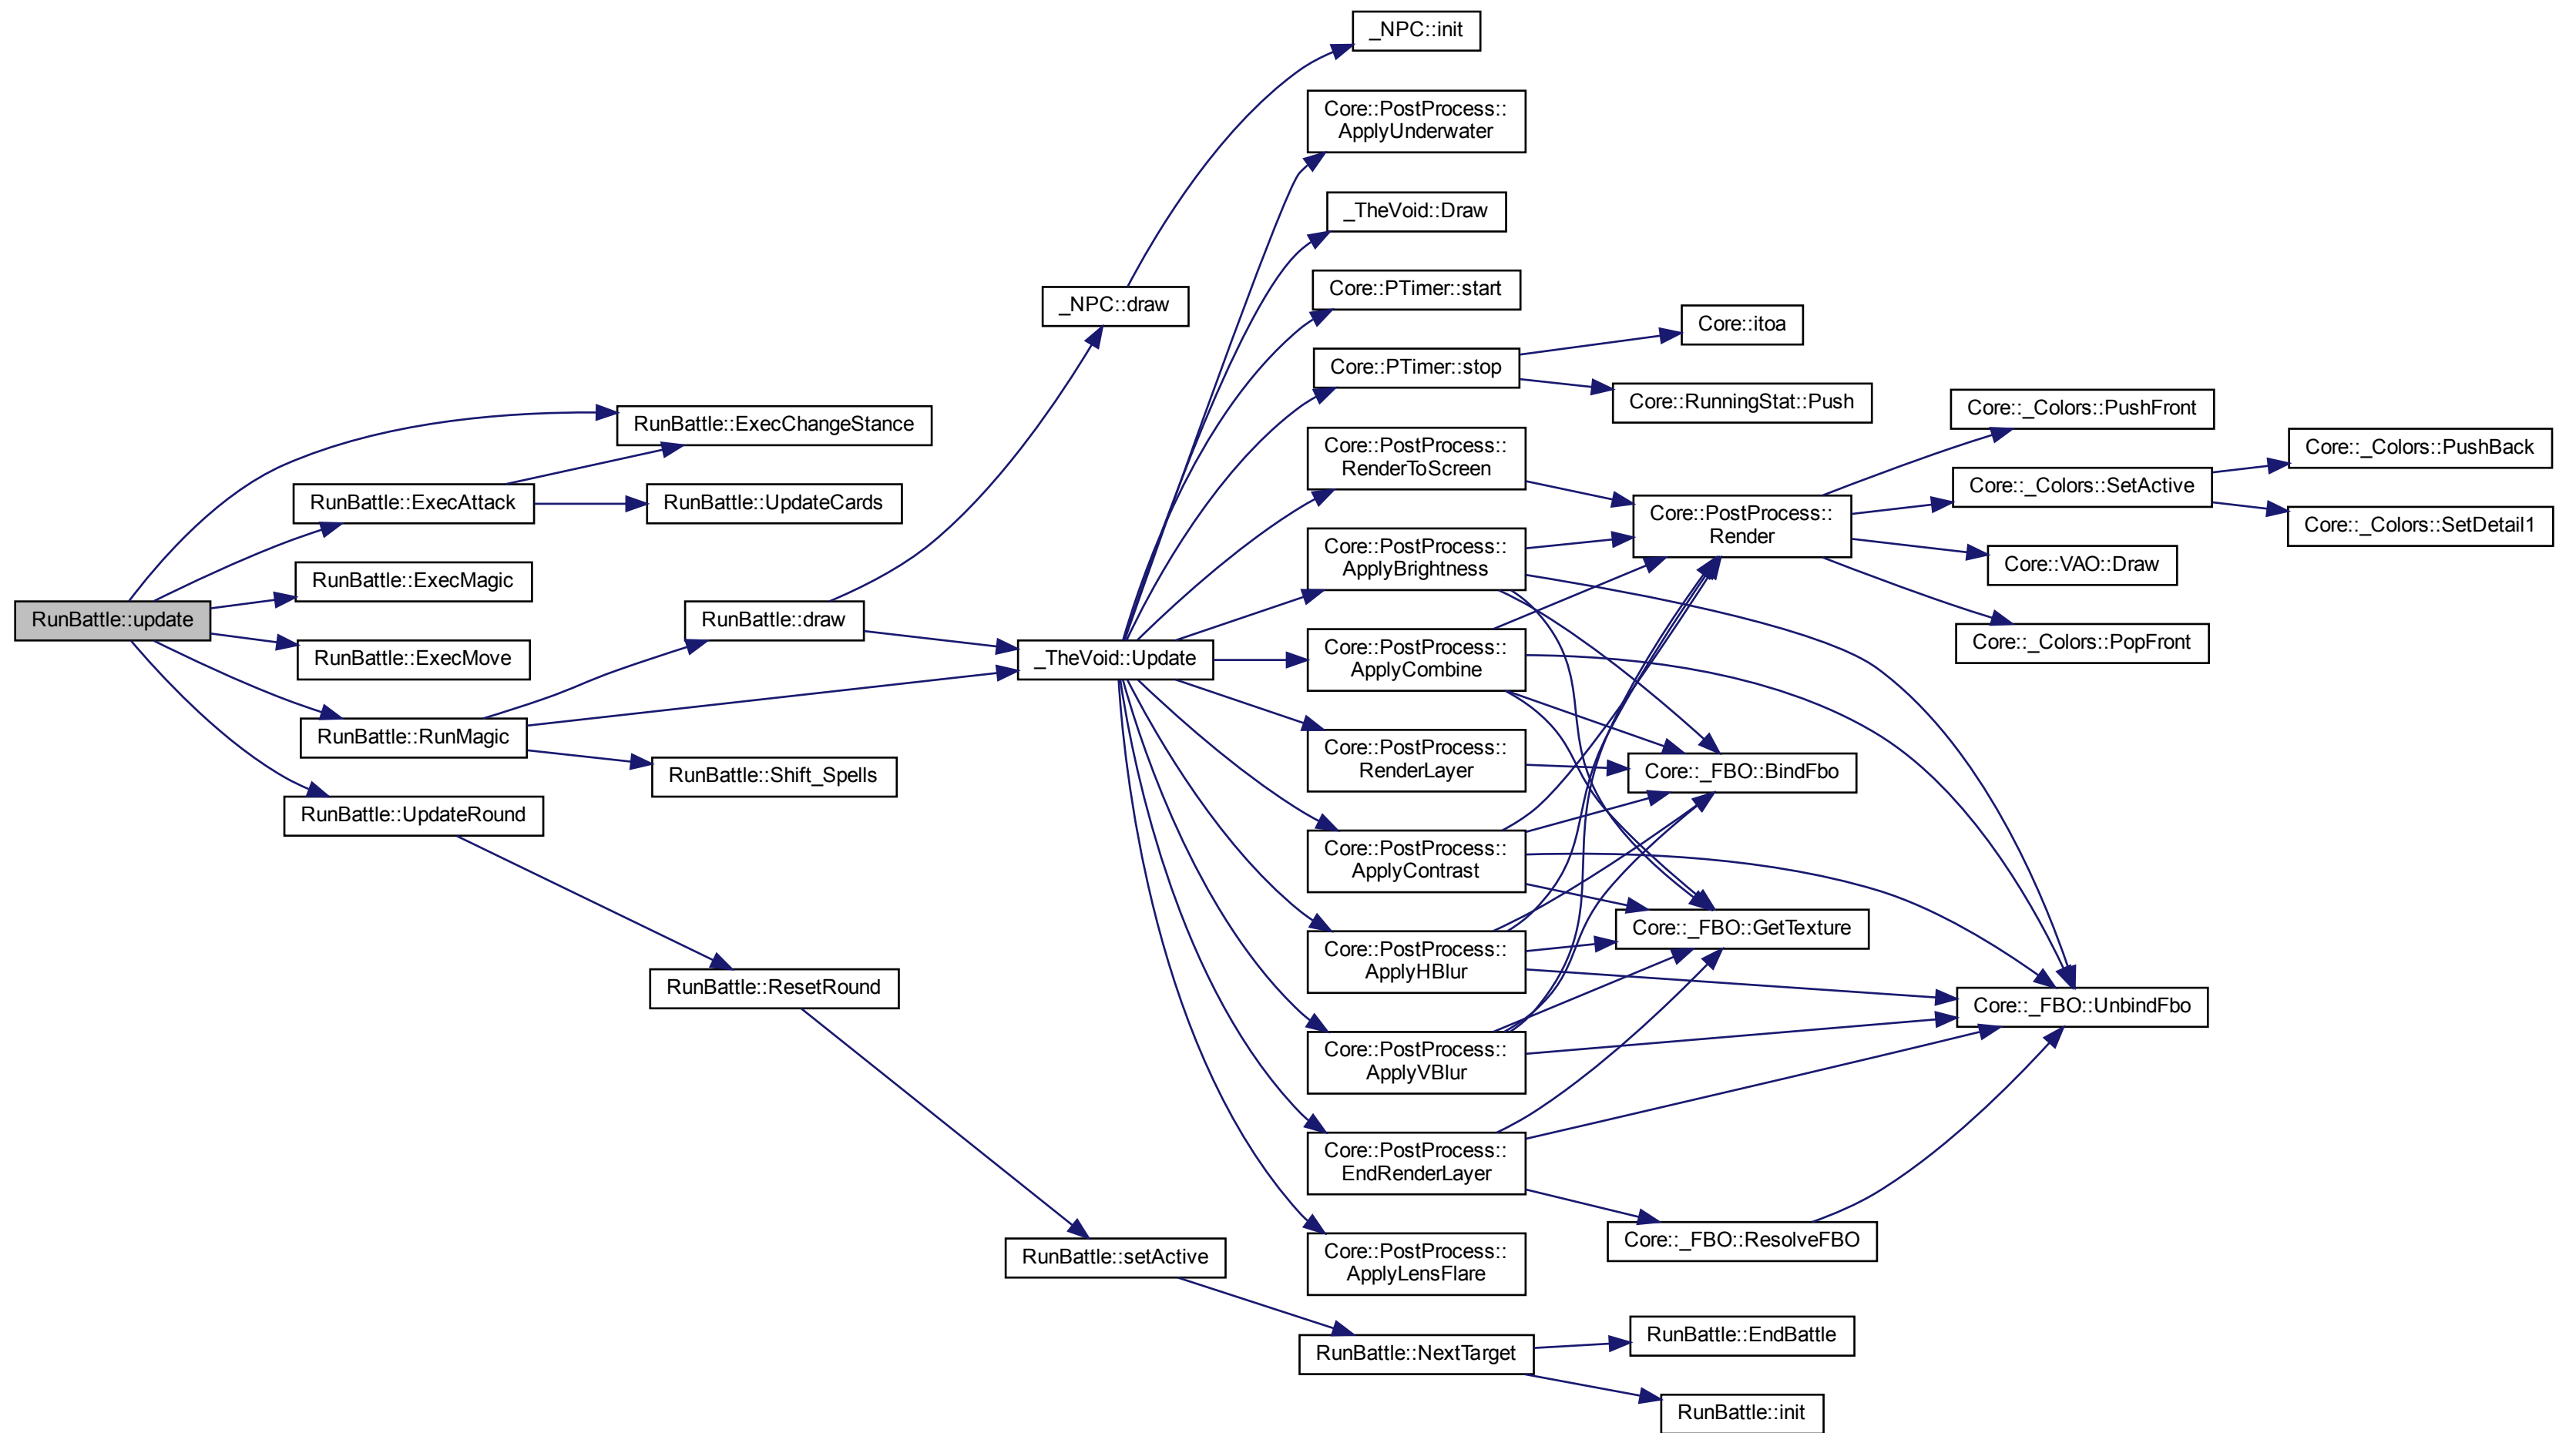 RunBattle::update
RunBattle::ExecChangeStance
RunBattle::ExecAttack
RunBattle::UpdateCards
RunBattle::ExecMagic
RunBattle::ExecMove
RunBattle::RunMagic
RunBattle::draw
RunBattle::Shift_Spells
RunBattle::UpdateRound
RunBattle::ResetRound
RunBattle::setActive
_NPC::draw
_TheVoid::Update
_NPC::init
Core::PostProcess::
ApplyUnderwater
_TheVoid::Draw
Core::PTimer::start
Core::PTimer::stop
Core::PostProcess::
RenderToScreen
Core::PostProcess::
ApplyBrightness
Core::PostProcess::
ApplyCombine
Core::PostProcess::
RenderLayer
Core::PostProcess::
ApplyContrast
Core::PostProcess::
ApplyHBlur
Core::PostProcess::
ApplyVBlur
Core::PostProcess::
EndRenderLayer
Core::PostProcess::
ApplyLensFlare
RunBattle::NextTarget
Core::itoa
Core::RunningStat::Push
Core::PostProcess::
Render
Core::_FBO::BindFbo
Core::_FBO::GetTexture
Core::_FBO::ResolveFBO
RunBattle::EndBattle
RunBattle::init
Core::_Colors::PushFront
Core::_Colors::SetActive
Core::VAO::Draw
Core::_Colors::PopFront
Core::_FBO::UnbindFbo
Core::_Colors::PushBack
Core::_Colors::SetDetail1